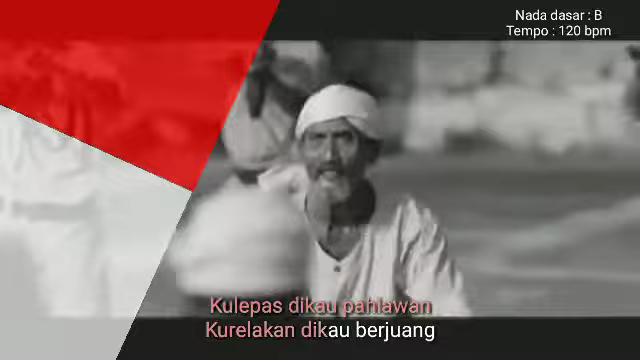 Nada dasar : B
Tempo : 120 bpm
Kulepas dikau pahlawan
Kurelakan dikau berjuang